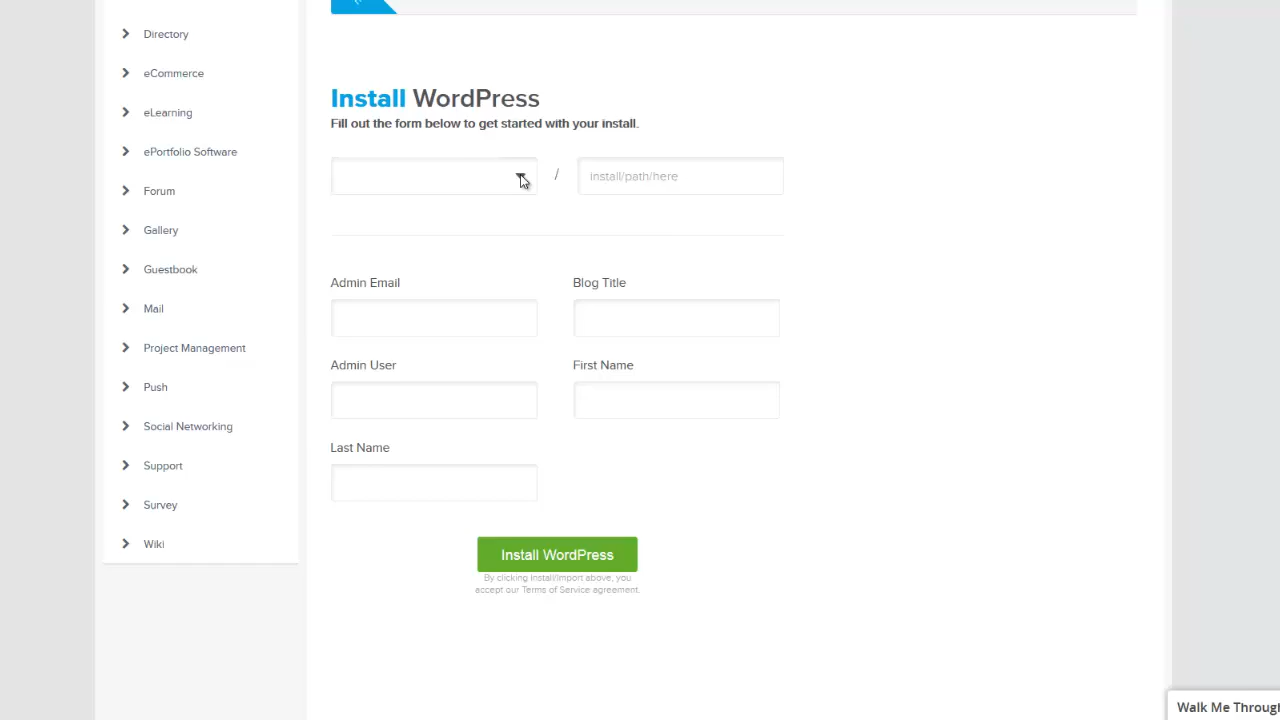 Directory
eCommerce
eLearning
ePortfolio Software
Forum
Gallery
Guestbook
Mail
Project Management
Push
Social Networking
Support
Survey
Wiki
Install WordPress
Fill out the form below to get started with your install.
/ install/path/here
Admin Email
Blog Title
Admin User
First Name
Last Name
Install WordPress
By clicking Install/Import above, you
accept our Terms of Service agreement.
Walk Me Through